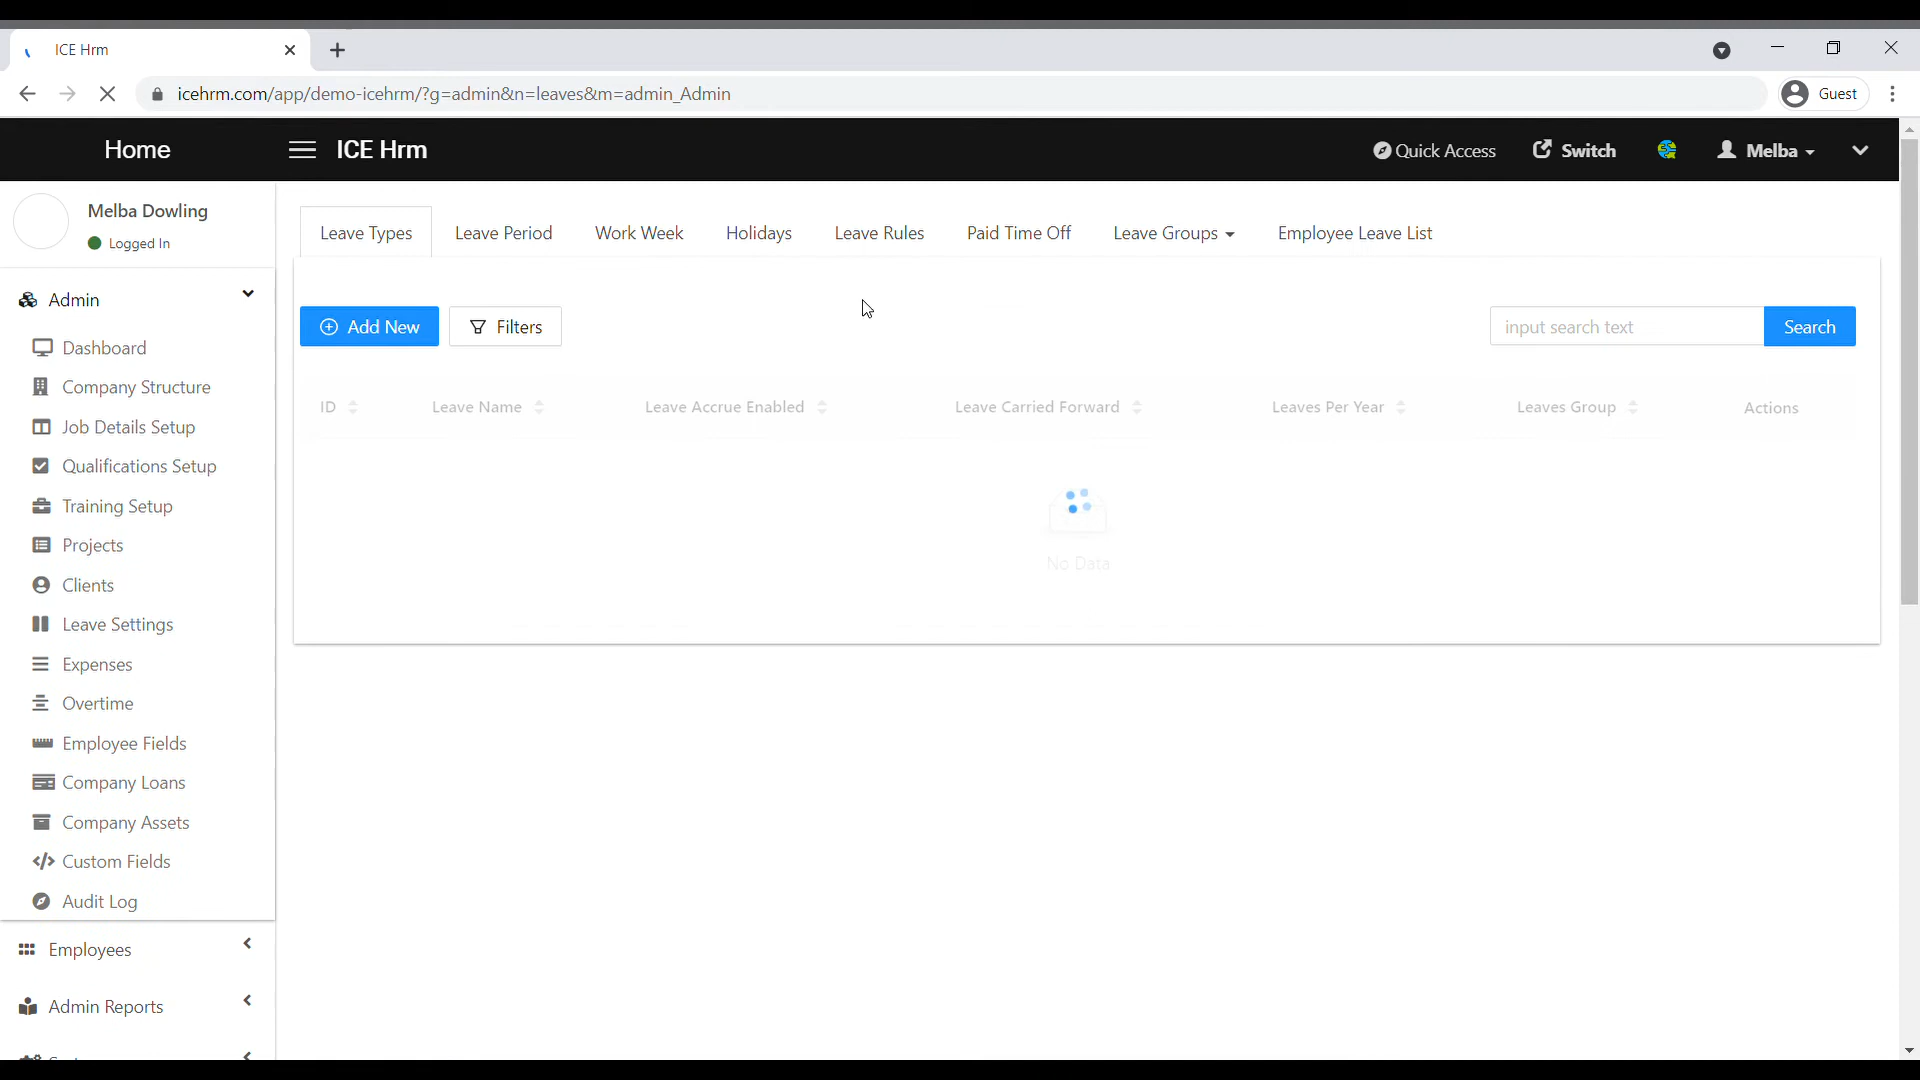 ICE Hrm
icehrm.com/app/demo-icehrm/?g=admin&n=leaves&m=admin_Admin
Guest
Home
ICE Hrm
Quick Access
Switch
Melba
Melba Dowling
Logged In
Admin
Dashboard
Company Structure
Job Details Setup
Qualifications Setup
Training Setup
Projects
Clients
Leave Settings
Expenses
Overtime
Employee Fields
Company Loans
Company Assets
Custom Fields
Audit Log
Employees
Admin Reports
Leave Types Leave Period Work Week Holidays Leave Rules Paid Time Off Leave Groups Employee Leave List
Add New Filters
input search text Search
ID Leave Name Leave Accrue Enabled Leave Carried Forward Leaves Per Year Leaves Group Actions
No Data